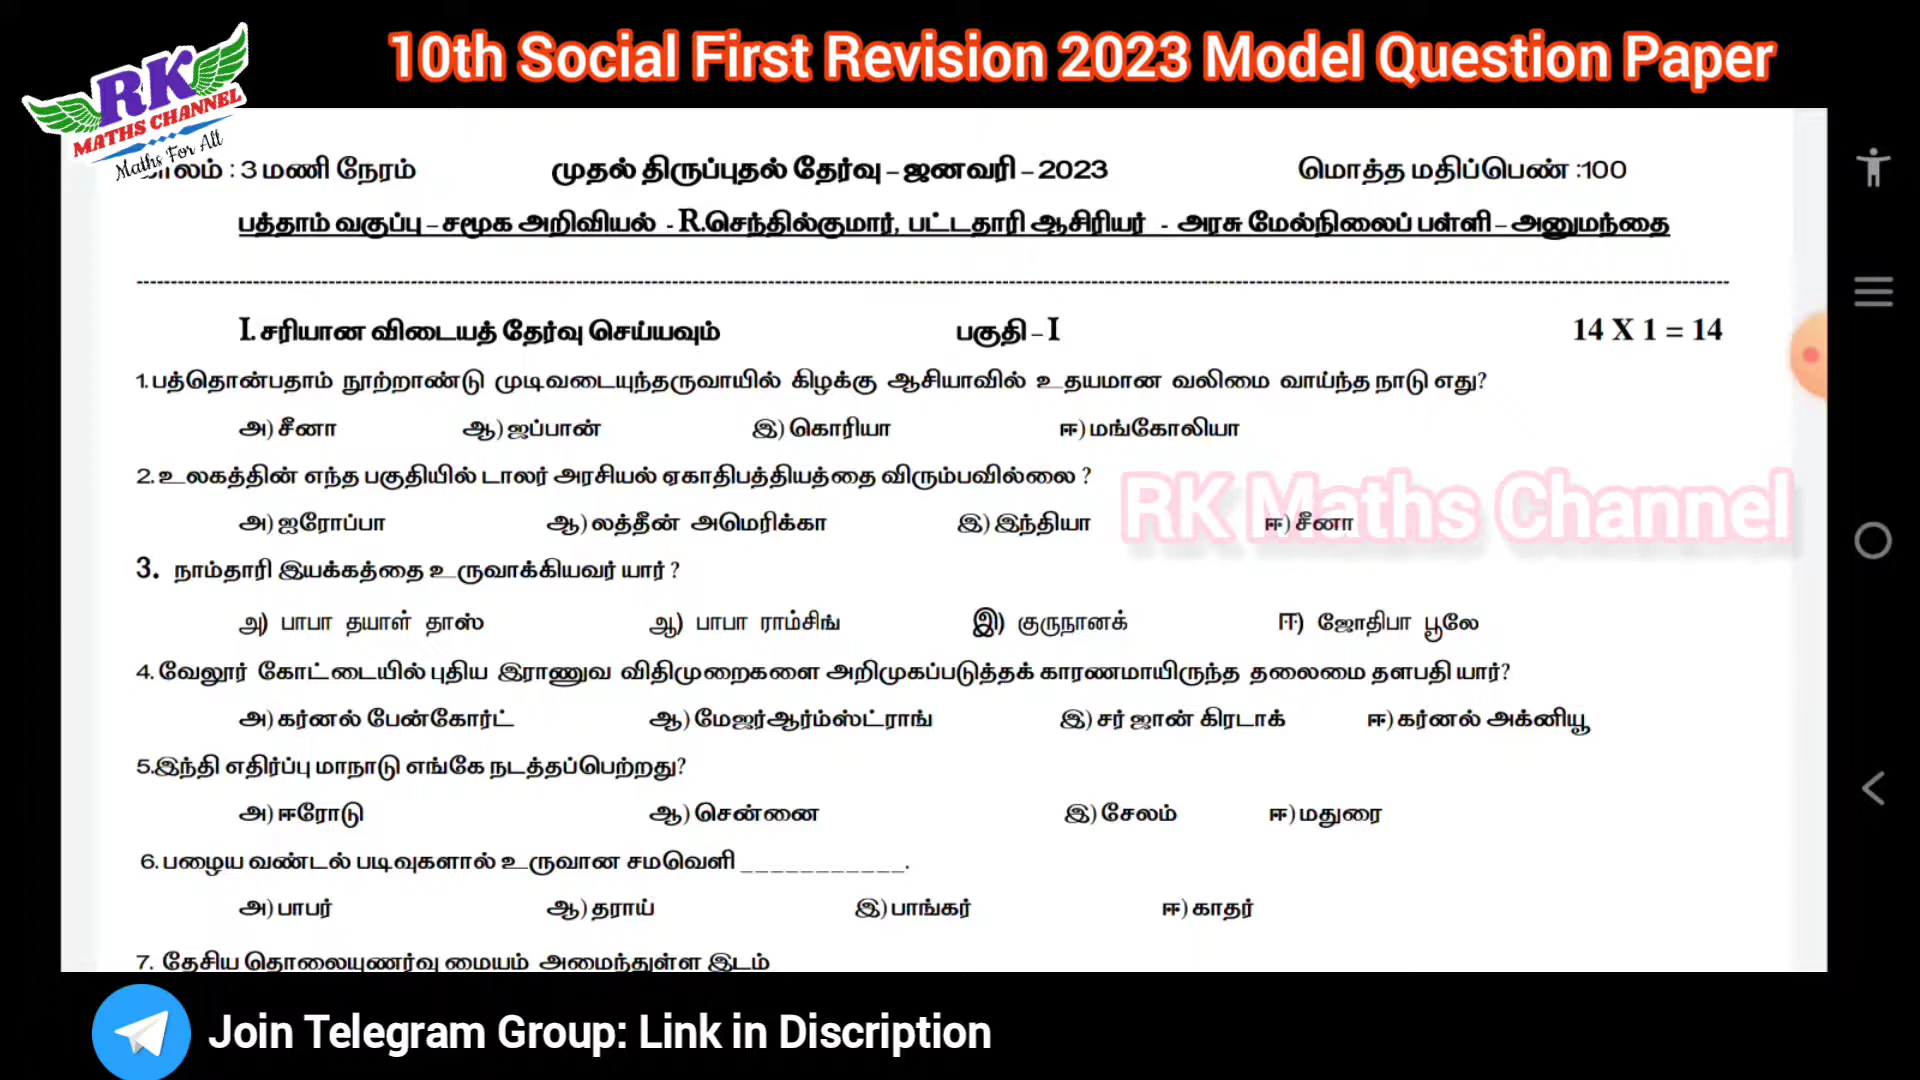 10th Social First Revision 2023 Model Question Paper
RK
MATHS CHANNEL
Maths For All
: 3 மணி நேரம் முதல் திருப்புதல் தேர்வு – ஜனவரி – 2023 மொத்த மதிப்பெண் :100
பத்தாம் வகுப்பு – சமூக அறிவியல் - R.செந்தில்குமார், பட்டதாரி ஆசிரியர் - அரசு மேல்நிலைப் பள்ளி – அனுமந்தை
I. சரியான விடையத் தேர்வு செய்யவும் பகுதி – I 14 X 1 = 14
1. பத்தொன்பதாம் நூற்றாண்டு முடிவடையுந்தருவாயில் கிழக்கு ஆசியாவில் உதயமான வலிமை வாய்ந்த நாடு எது?
அ) சீனா ஆ) ஜப்பான் இ) கொரியா ஈ) மங்கோலியா
2. உலகத்தின் எந்த பகுதியில் டாலர் அரசியல் ஏகாதிபத்தியத்தை விரும்பவில்லை ?
அ) ஐரோப்பா ஆ) லத்தீன் அமெரிக்கா இ) இந்தியா ஈ) சீனா
RK Maths Channel
3. நாம்தாரி இயக்கத்தை உருவாக்கியவர் யார் ?
அ) பாபா தயாள் தாஸ் ஆ) பாபா ராம்சிங் இ) குருநானக் ஈ) ஜோதிபா பூலே
4. வேலூர் கோட்டையில் புதிய இராணுவ விதிமுறைகளை அறிமுகப்படுத்தக் காரணமாயிருந்த தலைமை தளபதி யார்?
அ) கர்னல் பேன்கோர்ட் ஆ) மேஜர்ஆர்ம்ஸ்ட்ராங் இ) சர் ஜான் கிரடாக் ஈ) கர்னல் அக்னியூ
5.இந்தி எதிர்ப்பு மாநாடு எங்கே நடத்தப்பெற்றது?
அ) ஈரோடு ஆ) சென்னை இ) சேலம் ஈ) மதுரை
6. பழைய வண்டல் படிவுகளால் உருவான சமவெளி ___________.
அ) பாபர் ஆ) தராய் இ) பாங்கர் ஈ) காதர்
7. தேசிய தொலையுணர்வு மையம் அமைந்துள்ள இடம்
Join Telegram Group: Link in Discription